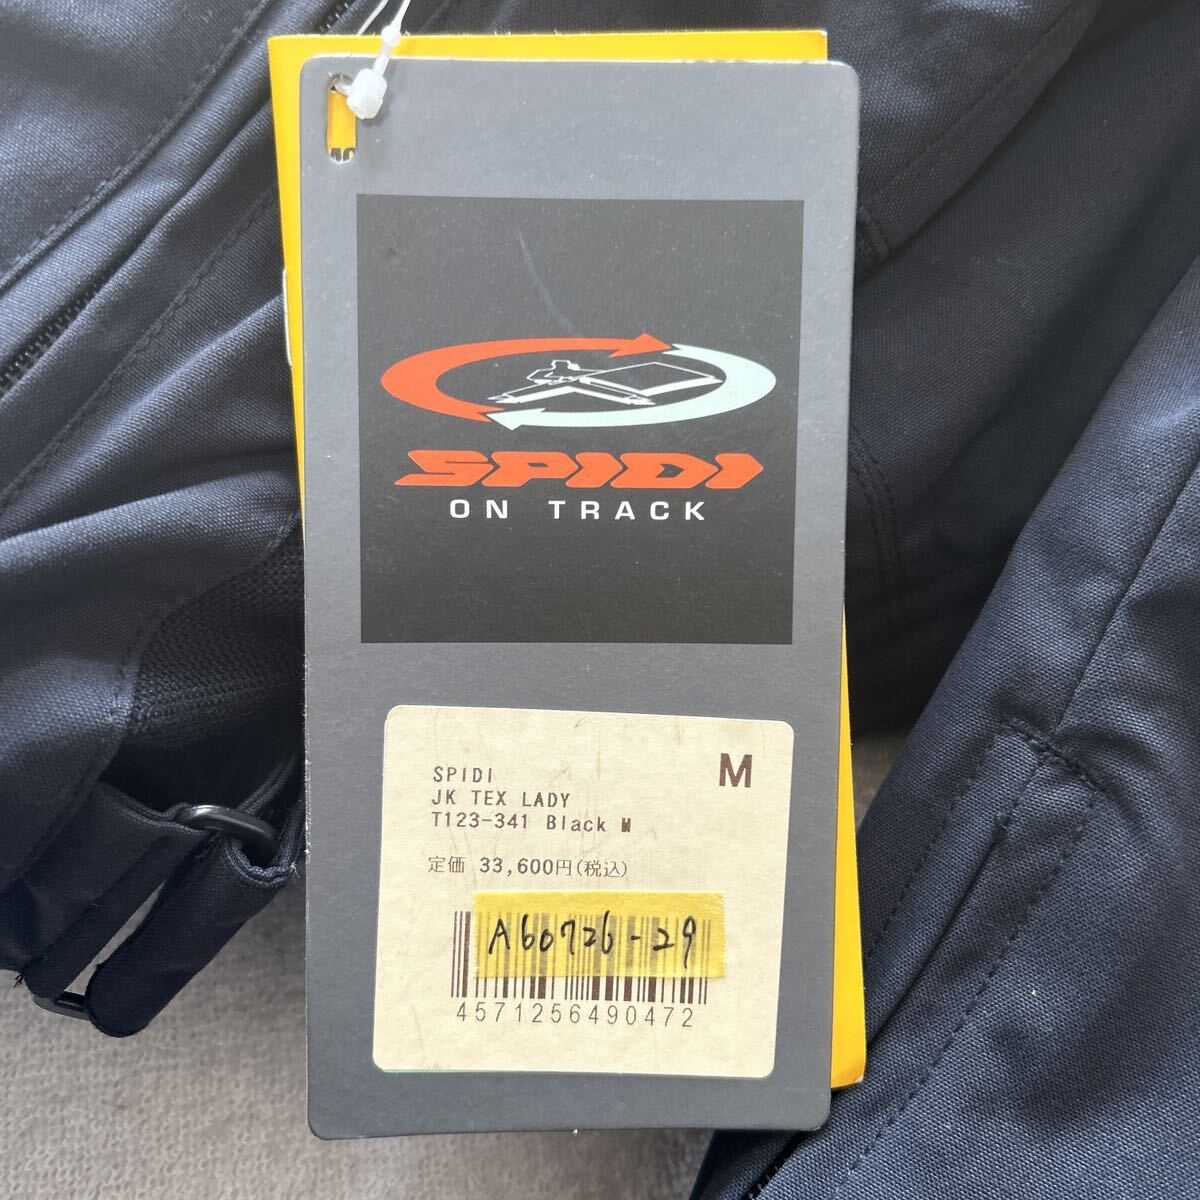 SPIDI
ON TRACK
SPIDI
M
JK TEX LADY
T123-341 Black M
定価 33,600円(税込)
A60726-29
4571256490472